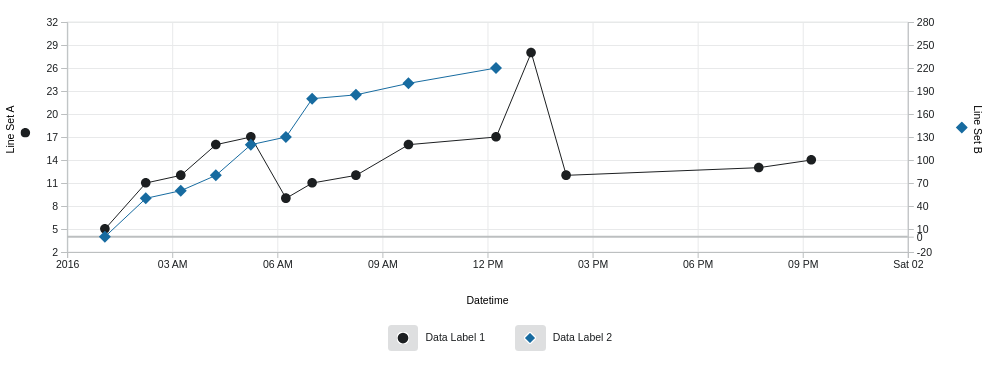 32
29
26
23
20
17
14
11
8
5
2
Line Set A
280
250
220
190
160
130
100
70
40
10
0
-20
Line Set B
2016
03 AM
06 AM
09 AM
12 PM
03 PM
06 PM
09 PM
Sat 02
Datetime
Data Label 1
Data Label 2